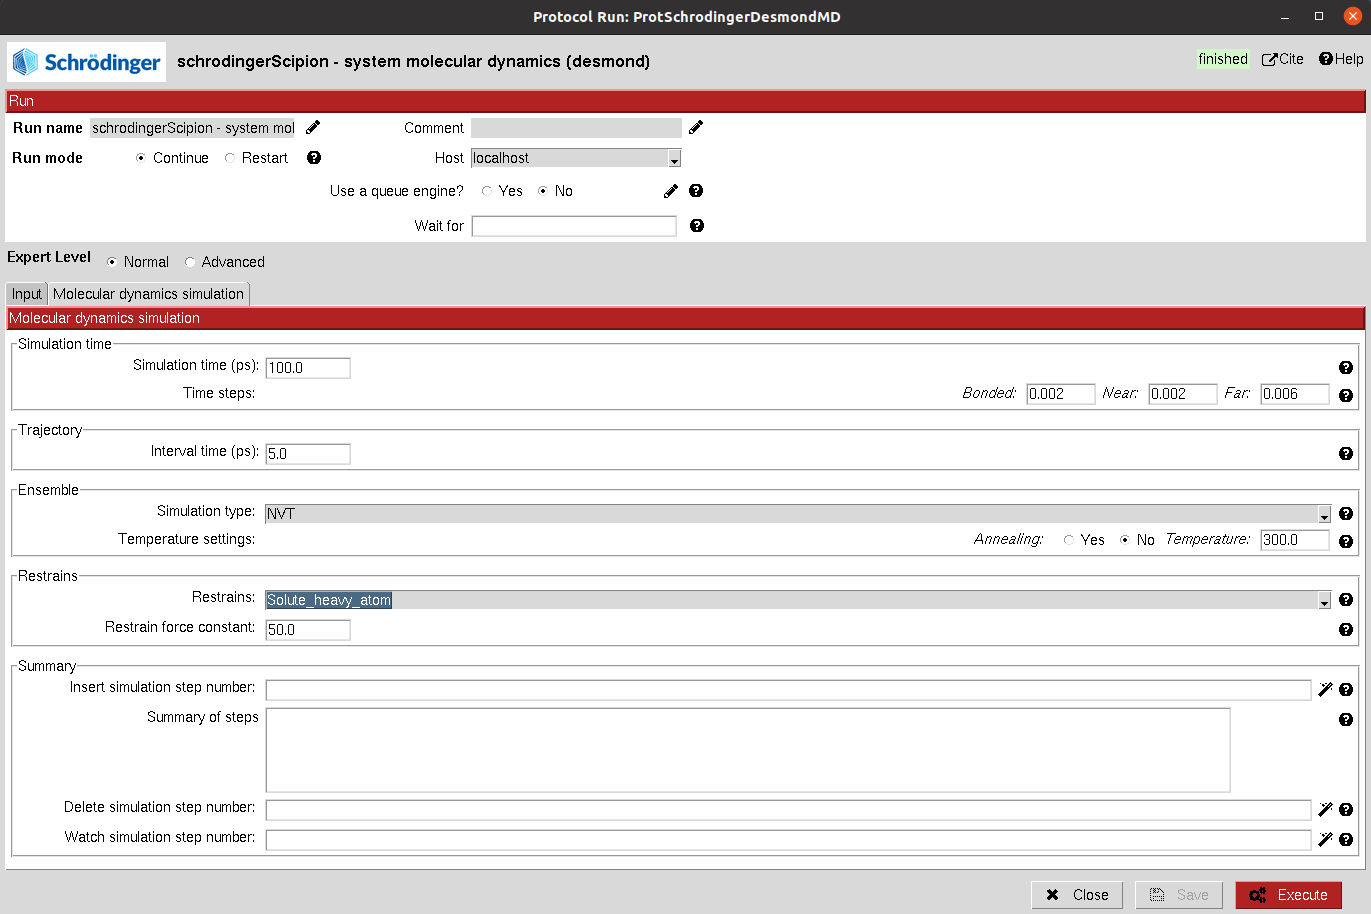 Protocol Run: ProtSchrodingerDesmondMD
Schrödinger schrodingerScipion - system molecular dynamics (desmond) finished Cite Help
Run
Run name schrodingerScipion - system mol Comment
Run mode Continue Restart Host localhost
Use a queue engine? Yes No
Wait for
Expert Level Normal Advanced
Input Molecular dynamics simulation
Molecular dynamics simulation
Simulation time
Simulation time (ps): 100.0
Time steps: Bonded: 0.002 Near: 0.002 Far: 0.006
Trajectory
Interval time (ps): 5.0
Ensemble
Simulation type: NVT
Temperature settings: Annealing: Yes No Temperature: 300.0
Restrains
Restrains: Solute_heavy_atom
Restrain force constant: 50.0
Summary
Insert simulation step number:
Summary of steps
Delete simulation step number:
Watch simulation step number:
Close Save Execute